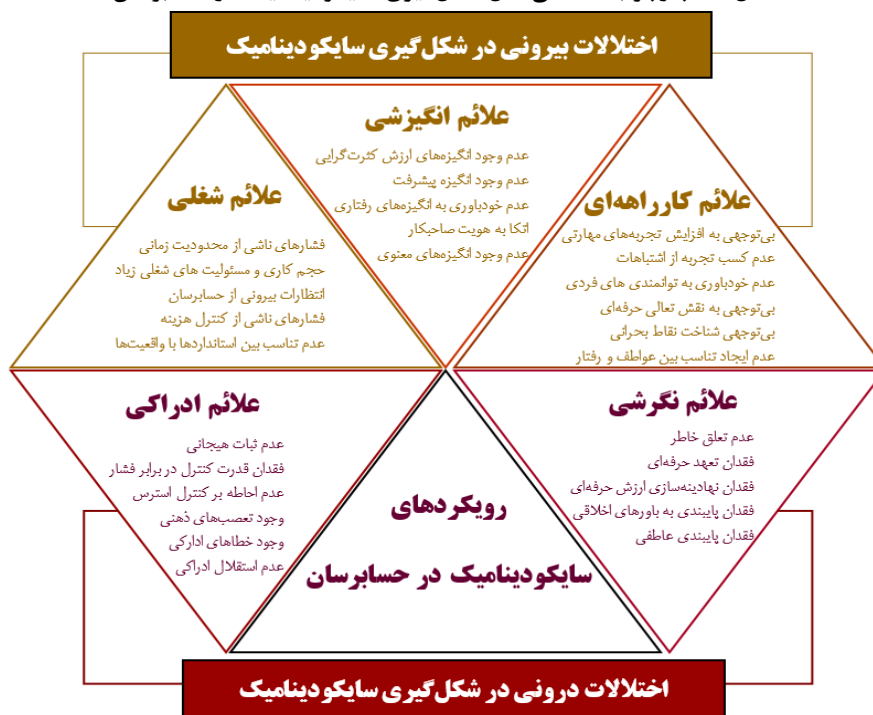 اختلالات بیرونی در شکل‌گیری سایکودینامیک
علائم انگیزشی
عدم وجود انگیزه‌های ارزش کثرت‌گرایی
عدم وجود انگیزه پیشرفت
عدم خودباوری به انگیزه‌های رفتاری
اتکا به هویت صاحبکار
عدم وجود انگیزه‌های معنوی
علائم کارراهه‌ای
بی‌توجهی به افزایش تجربه‌های مهارتی
عدم کسب تجربه از اشتباهات
عدم خودباوری به توانمندی های فردی
بی‌توجهی به نقش تعالی حرفه‌ای
بی‌توجهی شناخت نقاط بحرانی
عدم ایجاد تناسب بین عواطف و رفتار
علائم شغلی
فشارهای ناشی از محدودیت زمانی
حجم کاری و مسئولیت های شغلی زیاد
انتظارات بیرونی از حسابرسان
فشارهای ناشی از کنترل هزینه
عدم تناسب بین استانداردها با واقعیت‌ها
علائم نگرشی
عدم تعلق خاطر
فقدان تعهد حرفه‌ای
فقدان نهادینه‌سازی ارزش حرفه‌ای
فقدان پایبندی به باورهای اخلاقی
فقدان پایبندی عاطفی
علائم ادراکی
عدم ثبات هیجانی
فقدان قدرت کنترل در برابر فشار
عدم احاطه بر کنترل استرس
وجود تعصب‌های ذهنی
وجود خطاهای ادارکی
عدم استقلال ادراکی
رویکردهای
سایکودینامیک در حسابرسان
اختلالات درونی در شکل‌گیری سایکودینامیک